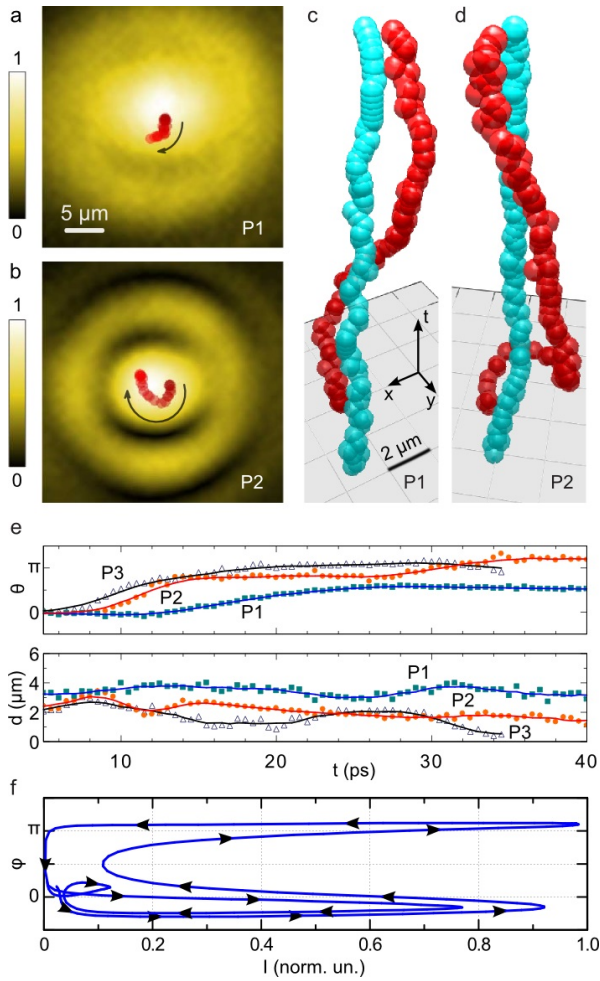 a
1
0
5 μm
P1
b
1
0
P2
c
t
x
y
2 μm
P1
d
P2
e
π
θ
0
P3
P2
P1
6
4
d (μm)
2
0
P1
P2
P3
10
20
30
40
t (ps)
f
π
φ
0
0
0.2
0.4
0.6
0.8
1.0
I (norm. un.)